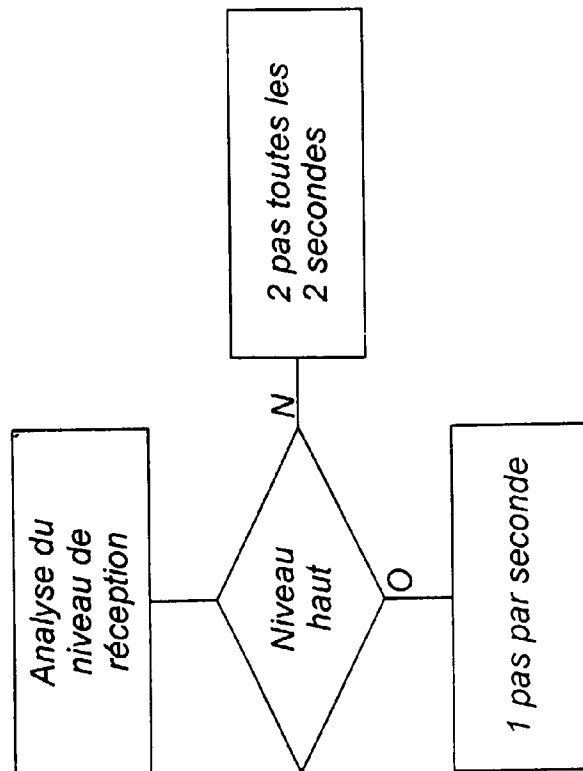 Analyse du
niveau de
réception
Niveau
haut
N
2 pas toutes les
2 secondes
O
1 pas par seconde